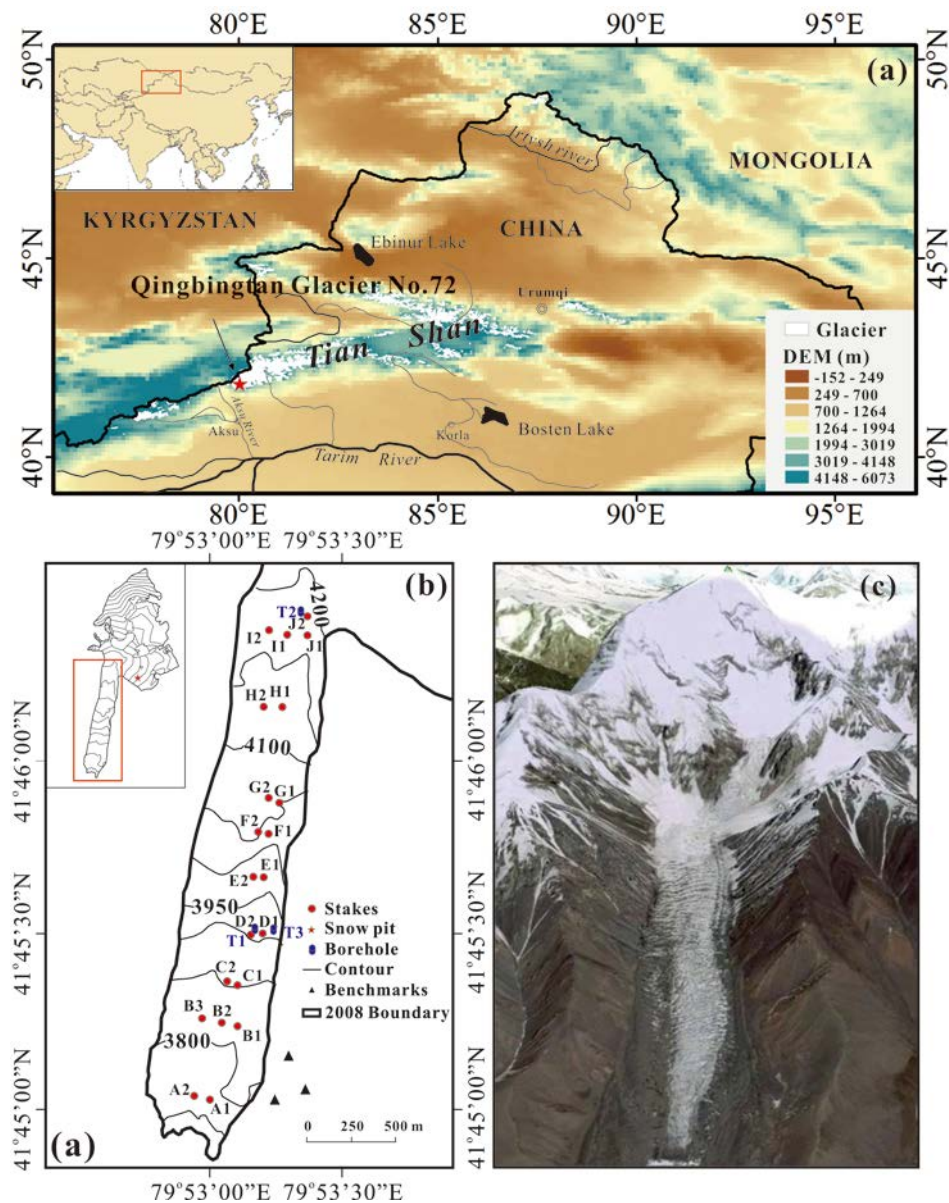 80°E
85°E
90°E
95°E
50°N
45°N
40°N
50°N
45°N
40°N
(a)
Irtysh river
MONGOLIA
KYRGYZSTAN
CHINA
Ebinur Lake
Qingbingtan Glacier No.72
Urumqi
Tian Shan
Aksu River
Aksu
Korla
Bosten Lake
Tarim River
Glacier
DEM (m)
-152 - 249
249 - 700
700 - 1264
1264 - 1994
1994 - 3019
3019 - 4148
4148 - 6073
80°E
85°E
90°E
95°E
79°53'00"E
79°53'30"E
(b)
4200
T2
J2
I2
I1
J1
H2
H1
4100
G2
G1
F2
F1
E1
E2
3950
D2
D1
T1
T3
C2
C1
B3
B2
B1
3800
A2
A1
Stakes
Snow pit
Borehole
Contour
Benchmarks
2008 Boundary
0
250
500 m
(a)
41°46'00"N
41°45'30"N
41°45'00"N
79°53'00"E
79°53'30"E
(c)
41°46'00"N
41°45'30"N
41°45'00"N